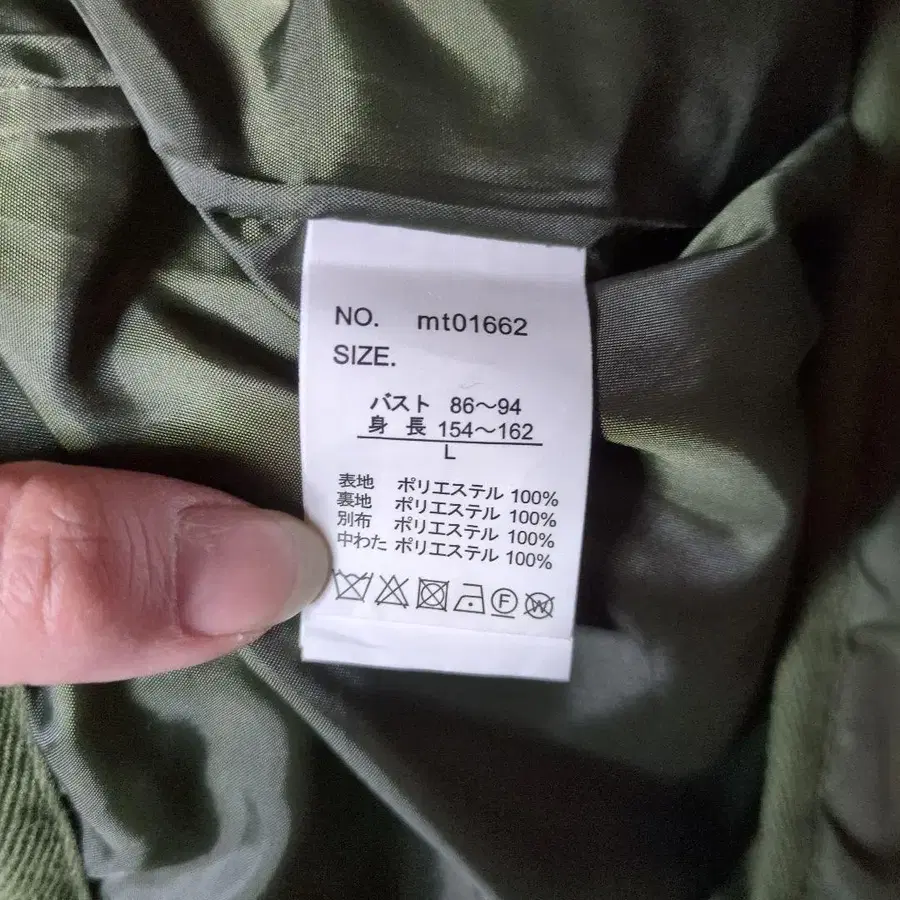 NO. mt01662
SIZE.
バスト 86～94
身 長 154～162
L
表地 ポリエステル 100%
裏地 ポリエステル 100%
別布 ポリエステル 100%
中わた ポリエステル 100%
F W